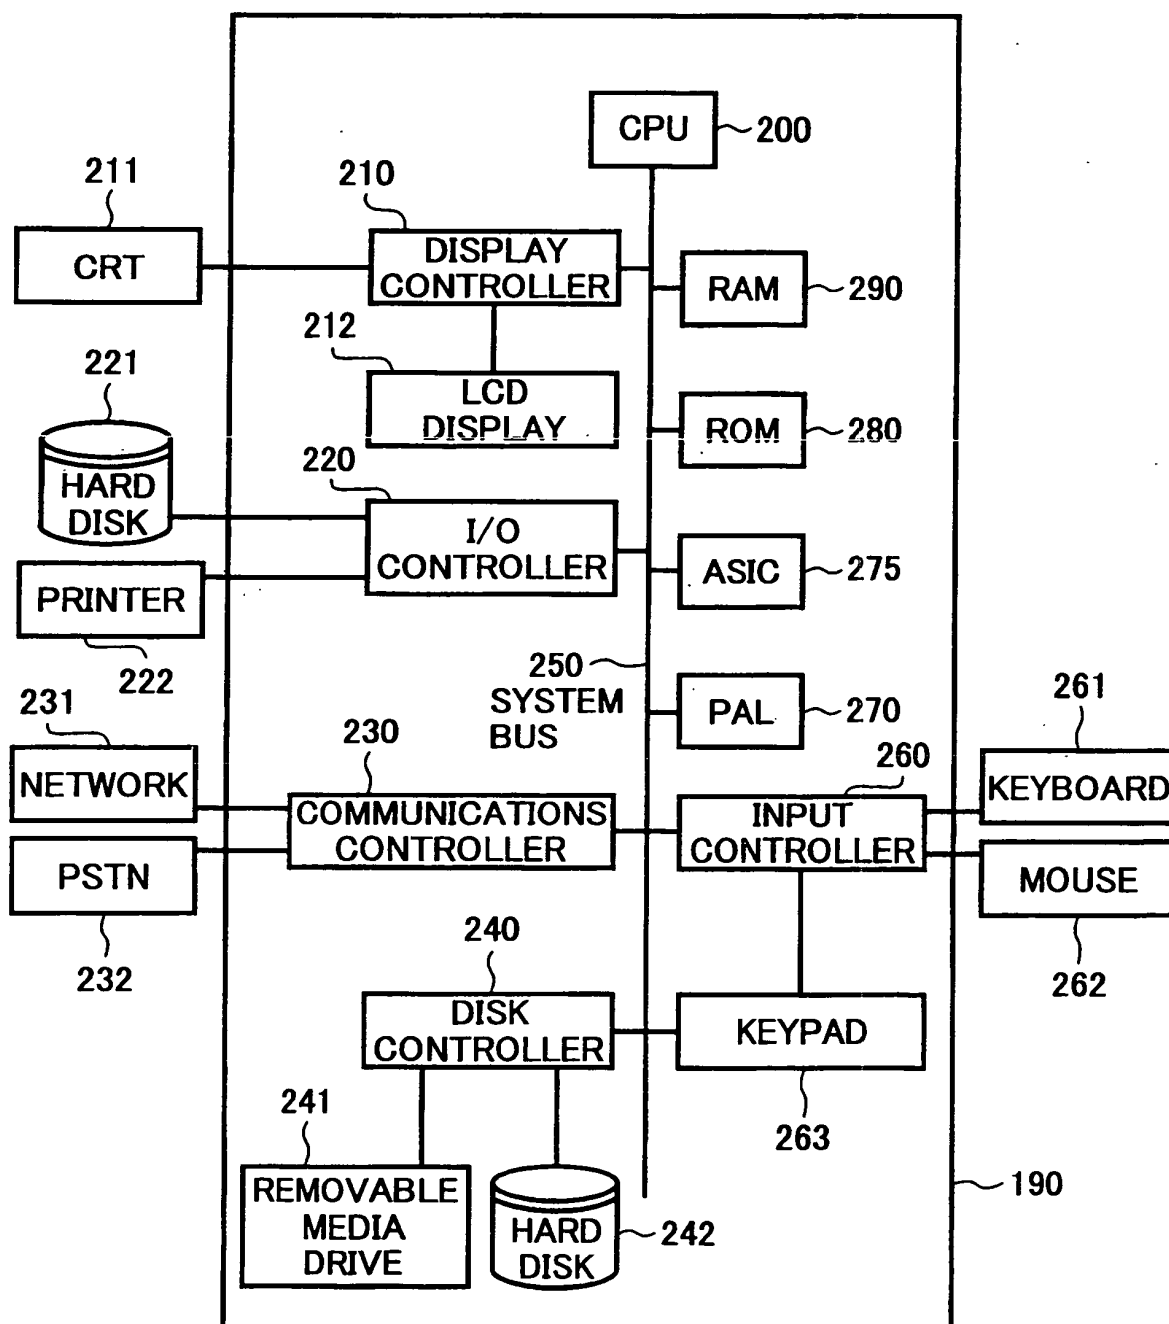 CPU
200
211
210
CRT
DISPLAY
CONTROLLER
RAM
290
212
221
LCD
DISPLAY
ROM
280
220
HARD
DISK
I/O
CONTROLLER
ASIC
275
PRINTER
222
250
SYSTEM
BUS
PAL
270
261
231
230
260
NETWORK
COMMUNICATIONS
CONTROLLER
INPUT
CONTROLLER
KEYBOARD
PSTN
MOUSE
232
262
240
DISK
CONTROLLER
KEYPAD
241
263
REMOVABLE
MEDIA
DRIVE
HARD
DISK
242
190